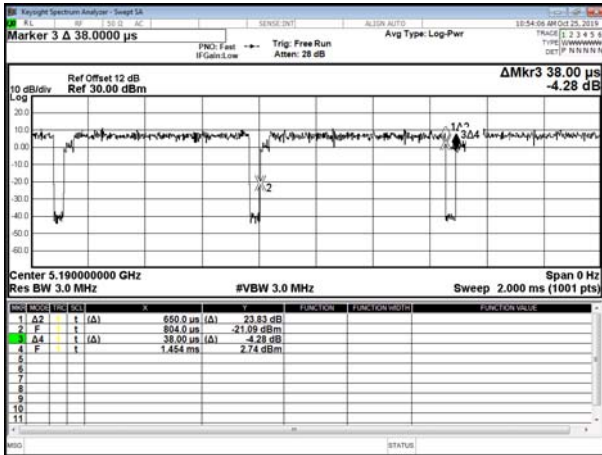 Keysight Spectrum Analyzer - Swept SA
RL RF 50 Ω AC SENSE:INT ALIGN AUTO 10:54:06 AM Oct 25, 2019
Marker 3 Δ 38.0000 μs
PNO: Fast
IFGain:Low
Trig: Free Run
Atten: 28 dB
Avg Type: Log-Pwr
TRACE 1 2 3 4 5 6
TYPE WWWWWW
DET P N N N N N
ΔMkr3 38.00 μs
-4.28 dB
Ref Offset 12 dB
10 dB/div Ref 30.00 dBm
Log
20.0
10.0
0.00
-10.0
-20.0
-30.0
-40.0
-50.0
-60.0
1Δ2
3Δ4
2
Center 5.190000000 GHz Span 0 Hz
Res BW 3.0 MHz #VBW 3.0 MHz Sweep 2.000 ms (1001 pts)
MKR MODE TRC SCL X Y FUNCTION FUNCTION WIDTH FUNCTION VALUE
1 Δ2 t (Δ) 650.0 μs (Δ) 23.83 dB
2 F t 804.0 μs -21.09 dBm
3 Δ4 t (Δ) 38.00 μs (Δ) -4.28 dB
4 F t 1.454 ms 2.74 dBm
5
6
7
8
9
10
11
MSG STATUS